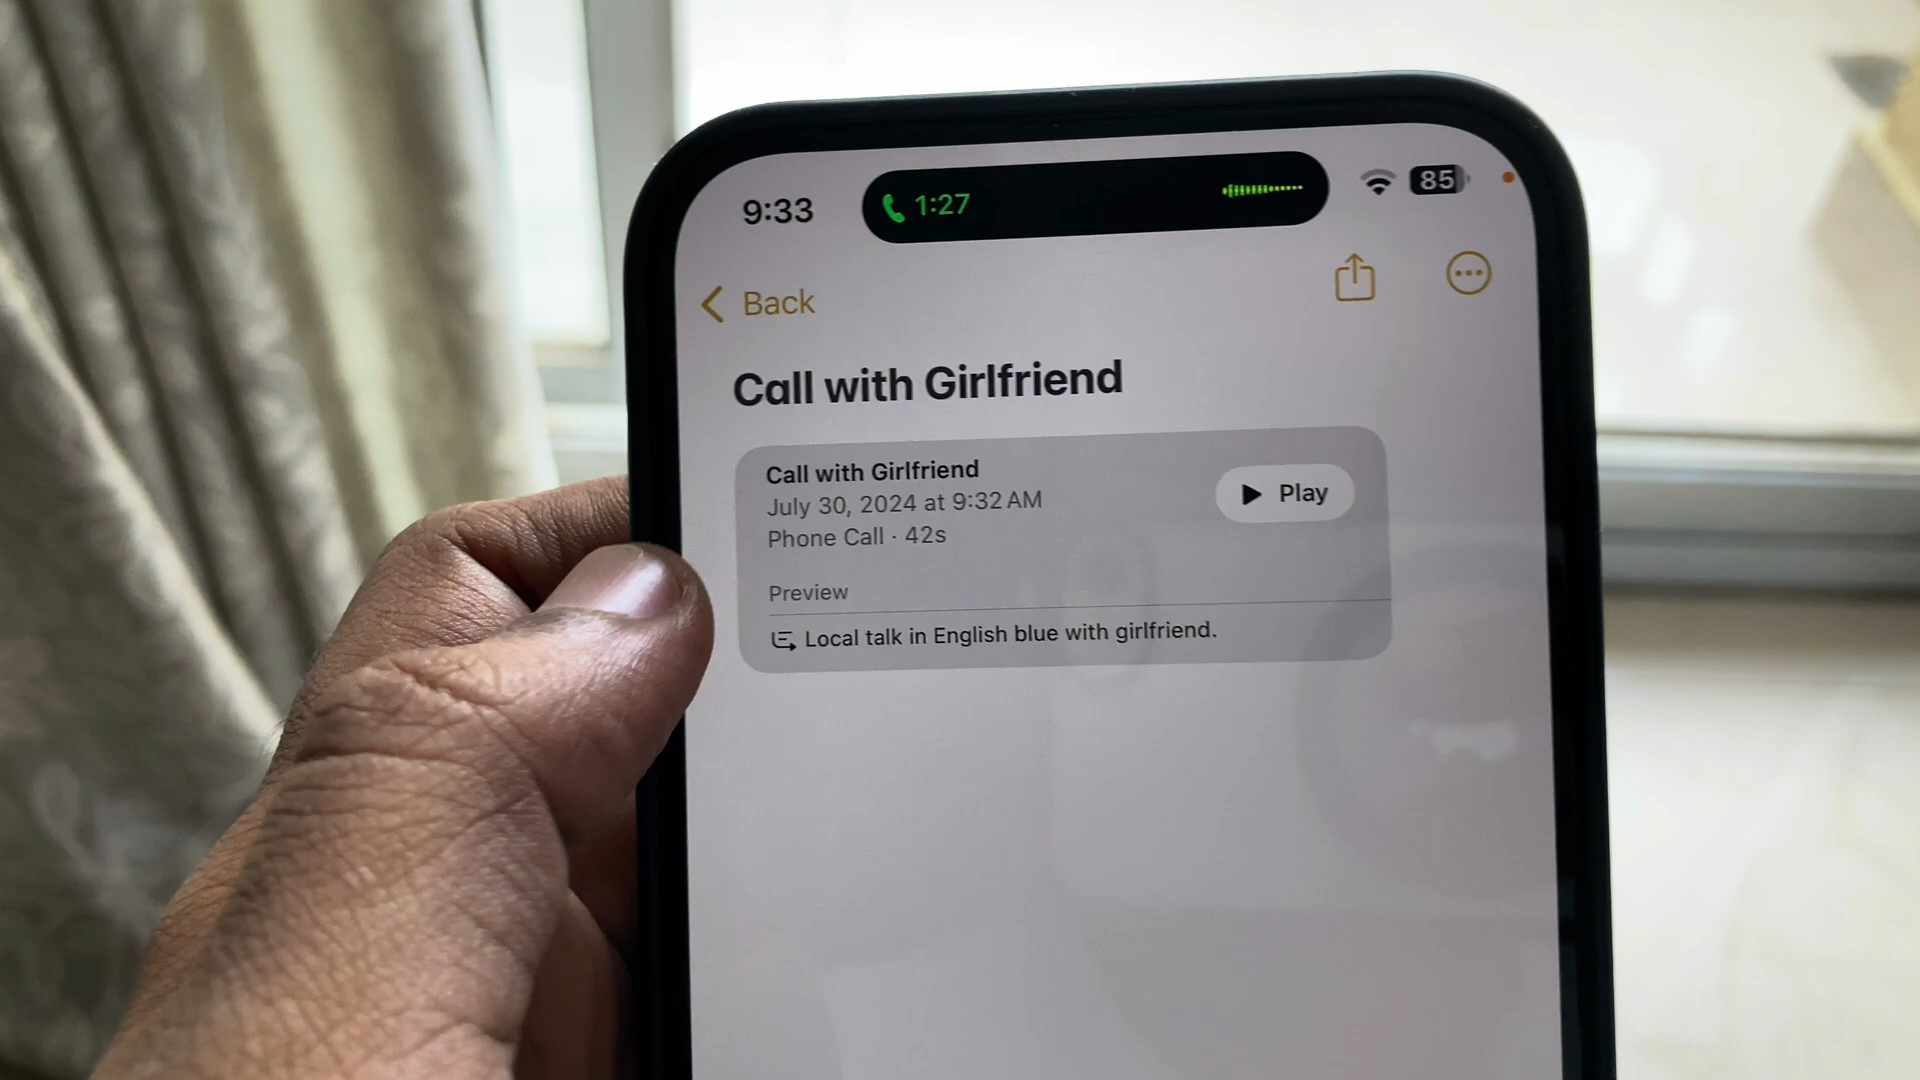 9:33 1:27 85
Back
Call with Girlfriend
Call with Girlfriend
July 30, 2024 at 9:32 AM
Phone Call · 42s
Play
Preview
Local talk in English blue with girlfriend.